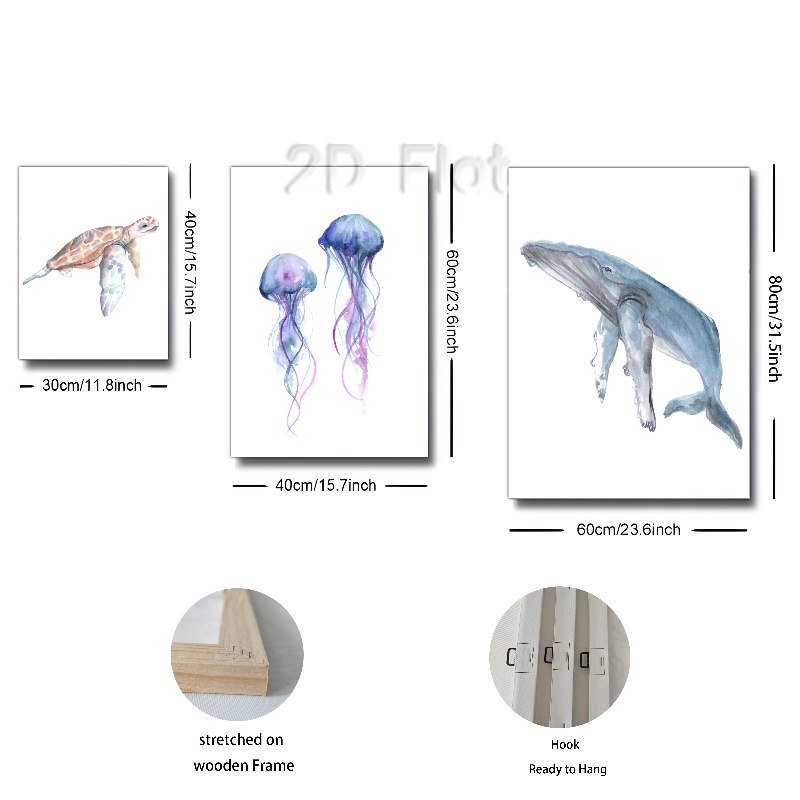 2D Flat
40cm/15.7inch
30cm/11.8inch
60cm/23.6inch
40cm/15.7inch
80cm/31.5inch
60cm/23.6inch
stretched on
wooden Frame
Hook
Ready to Hang